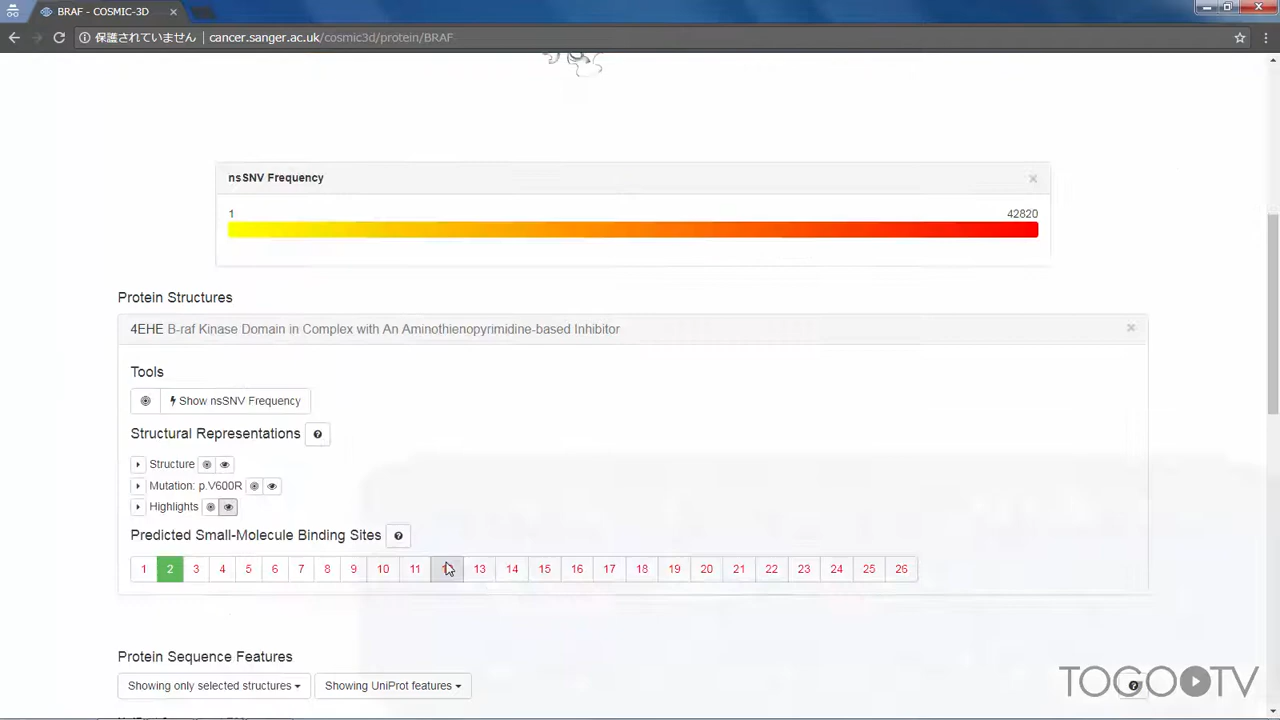 BRAF - COSMIC-3D
保護されていません cancer.sanger.ac.uk/cosmic3d/protein/BRAF
nsSNV Frequency
1 42820
Protein Structures
4EHE B-raf Kinase Domain in Complex with An Aminothienopyrimidine-based Inhibitor
Tools
Show nsSNV Frequency
Structural Representations
Structure
Mutation: p.V600R
Highlights
Predicted Small-Molecule Binding Sites
1 2 3 4 5 6 7 8 9 10 11 13 14 15 16 17 18 19 20 21 22 23 24 25 26
Protein Sequence Features
Showing only selected structures Showing UniProt features
TOGO TV